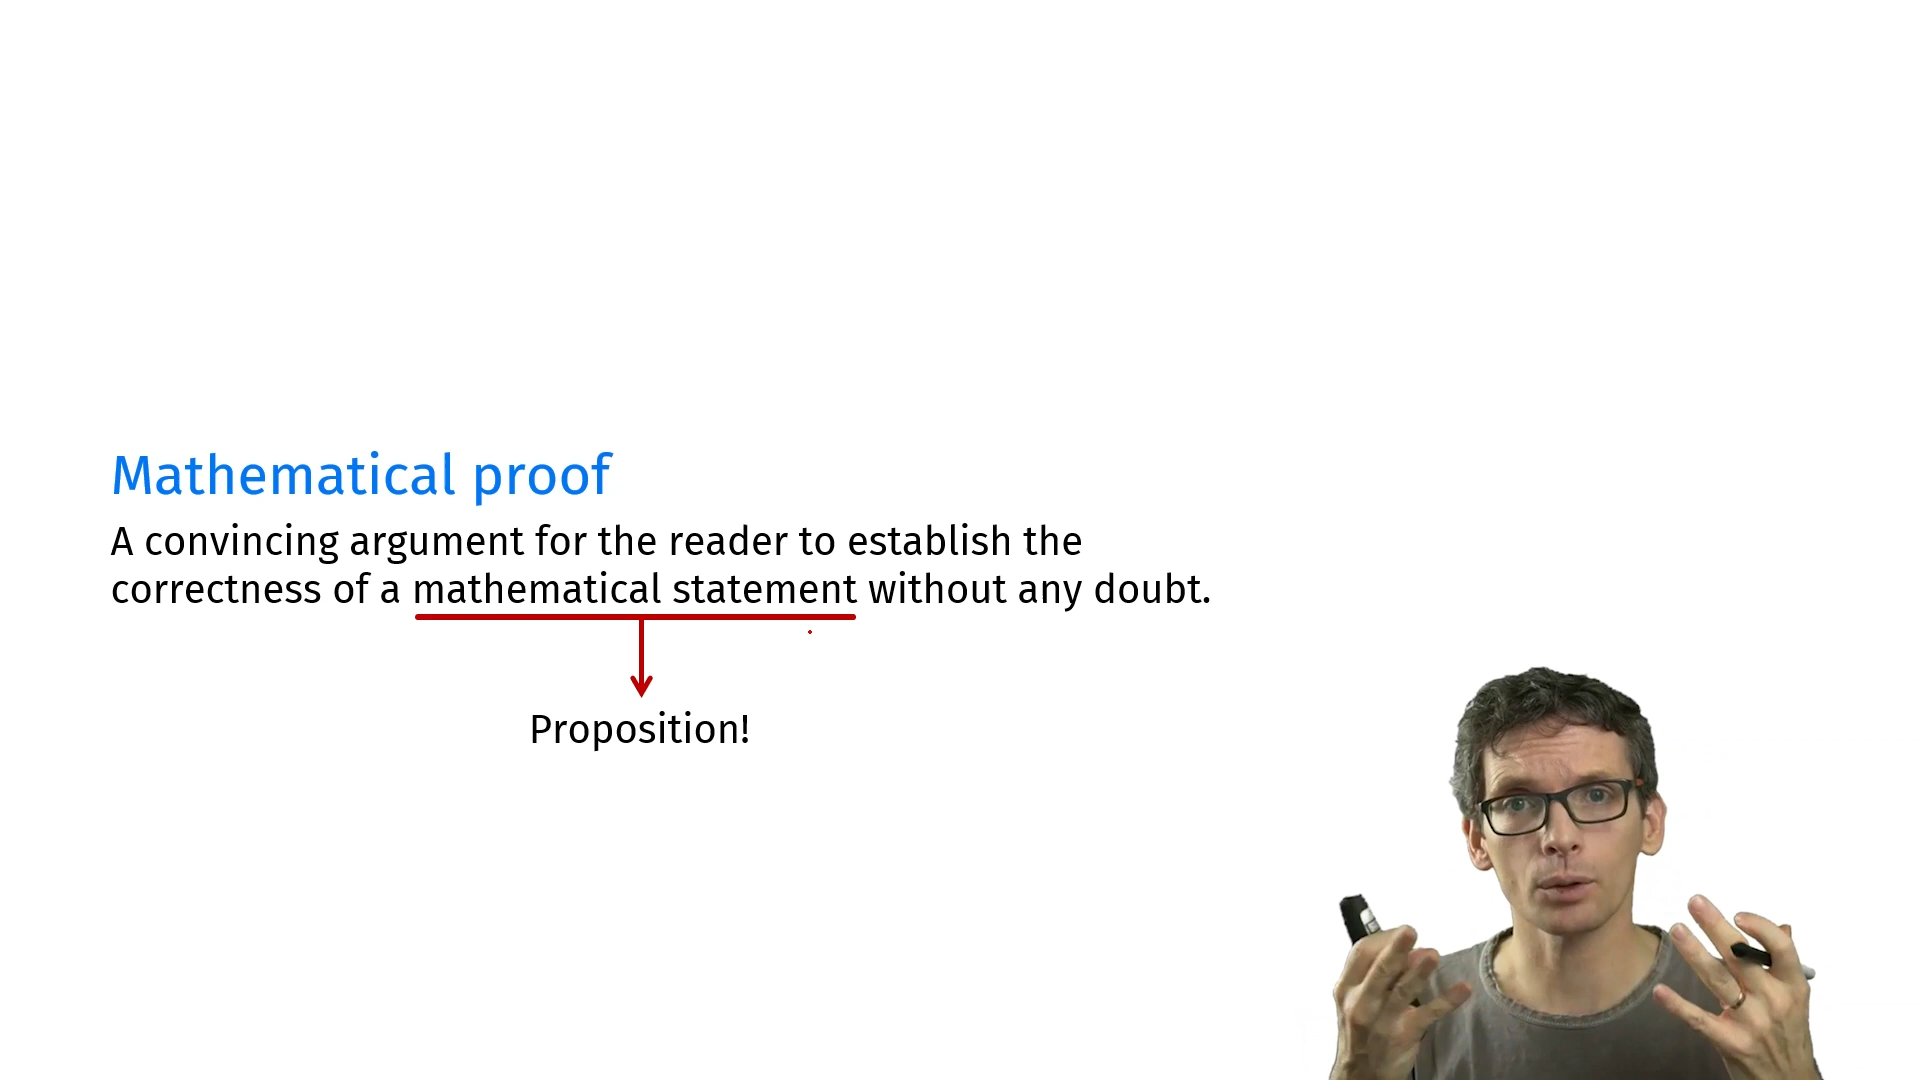 Mathematical proof
A convincing argument for the reader to establish the
correctness of a mathematical statement without any doubt.
Proposition!